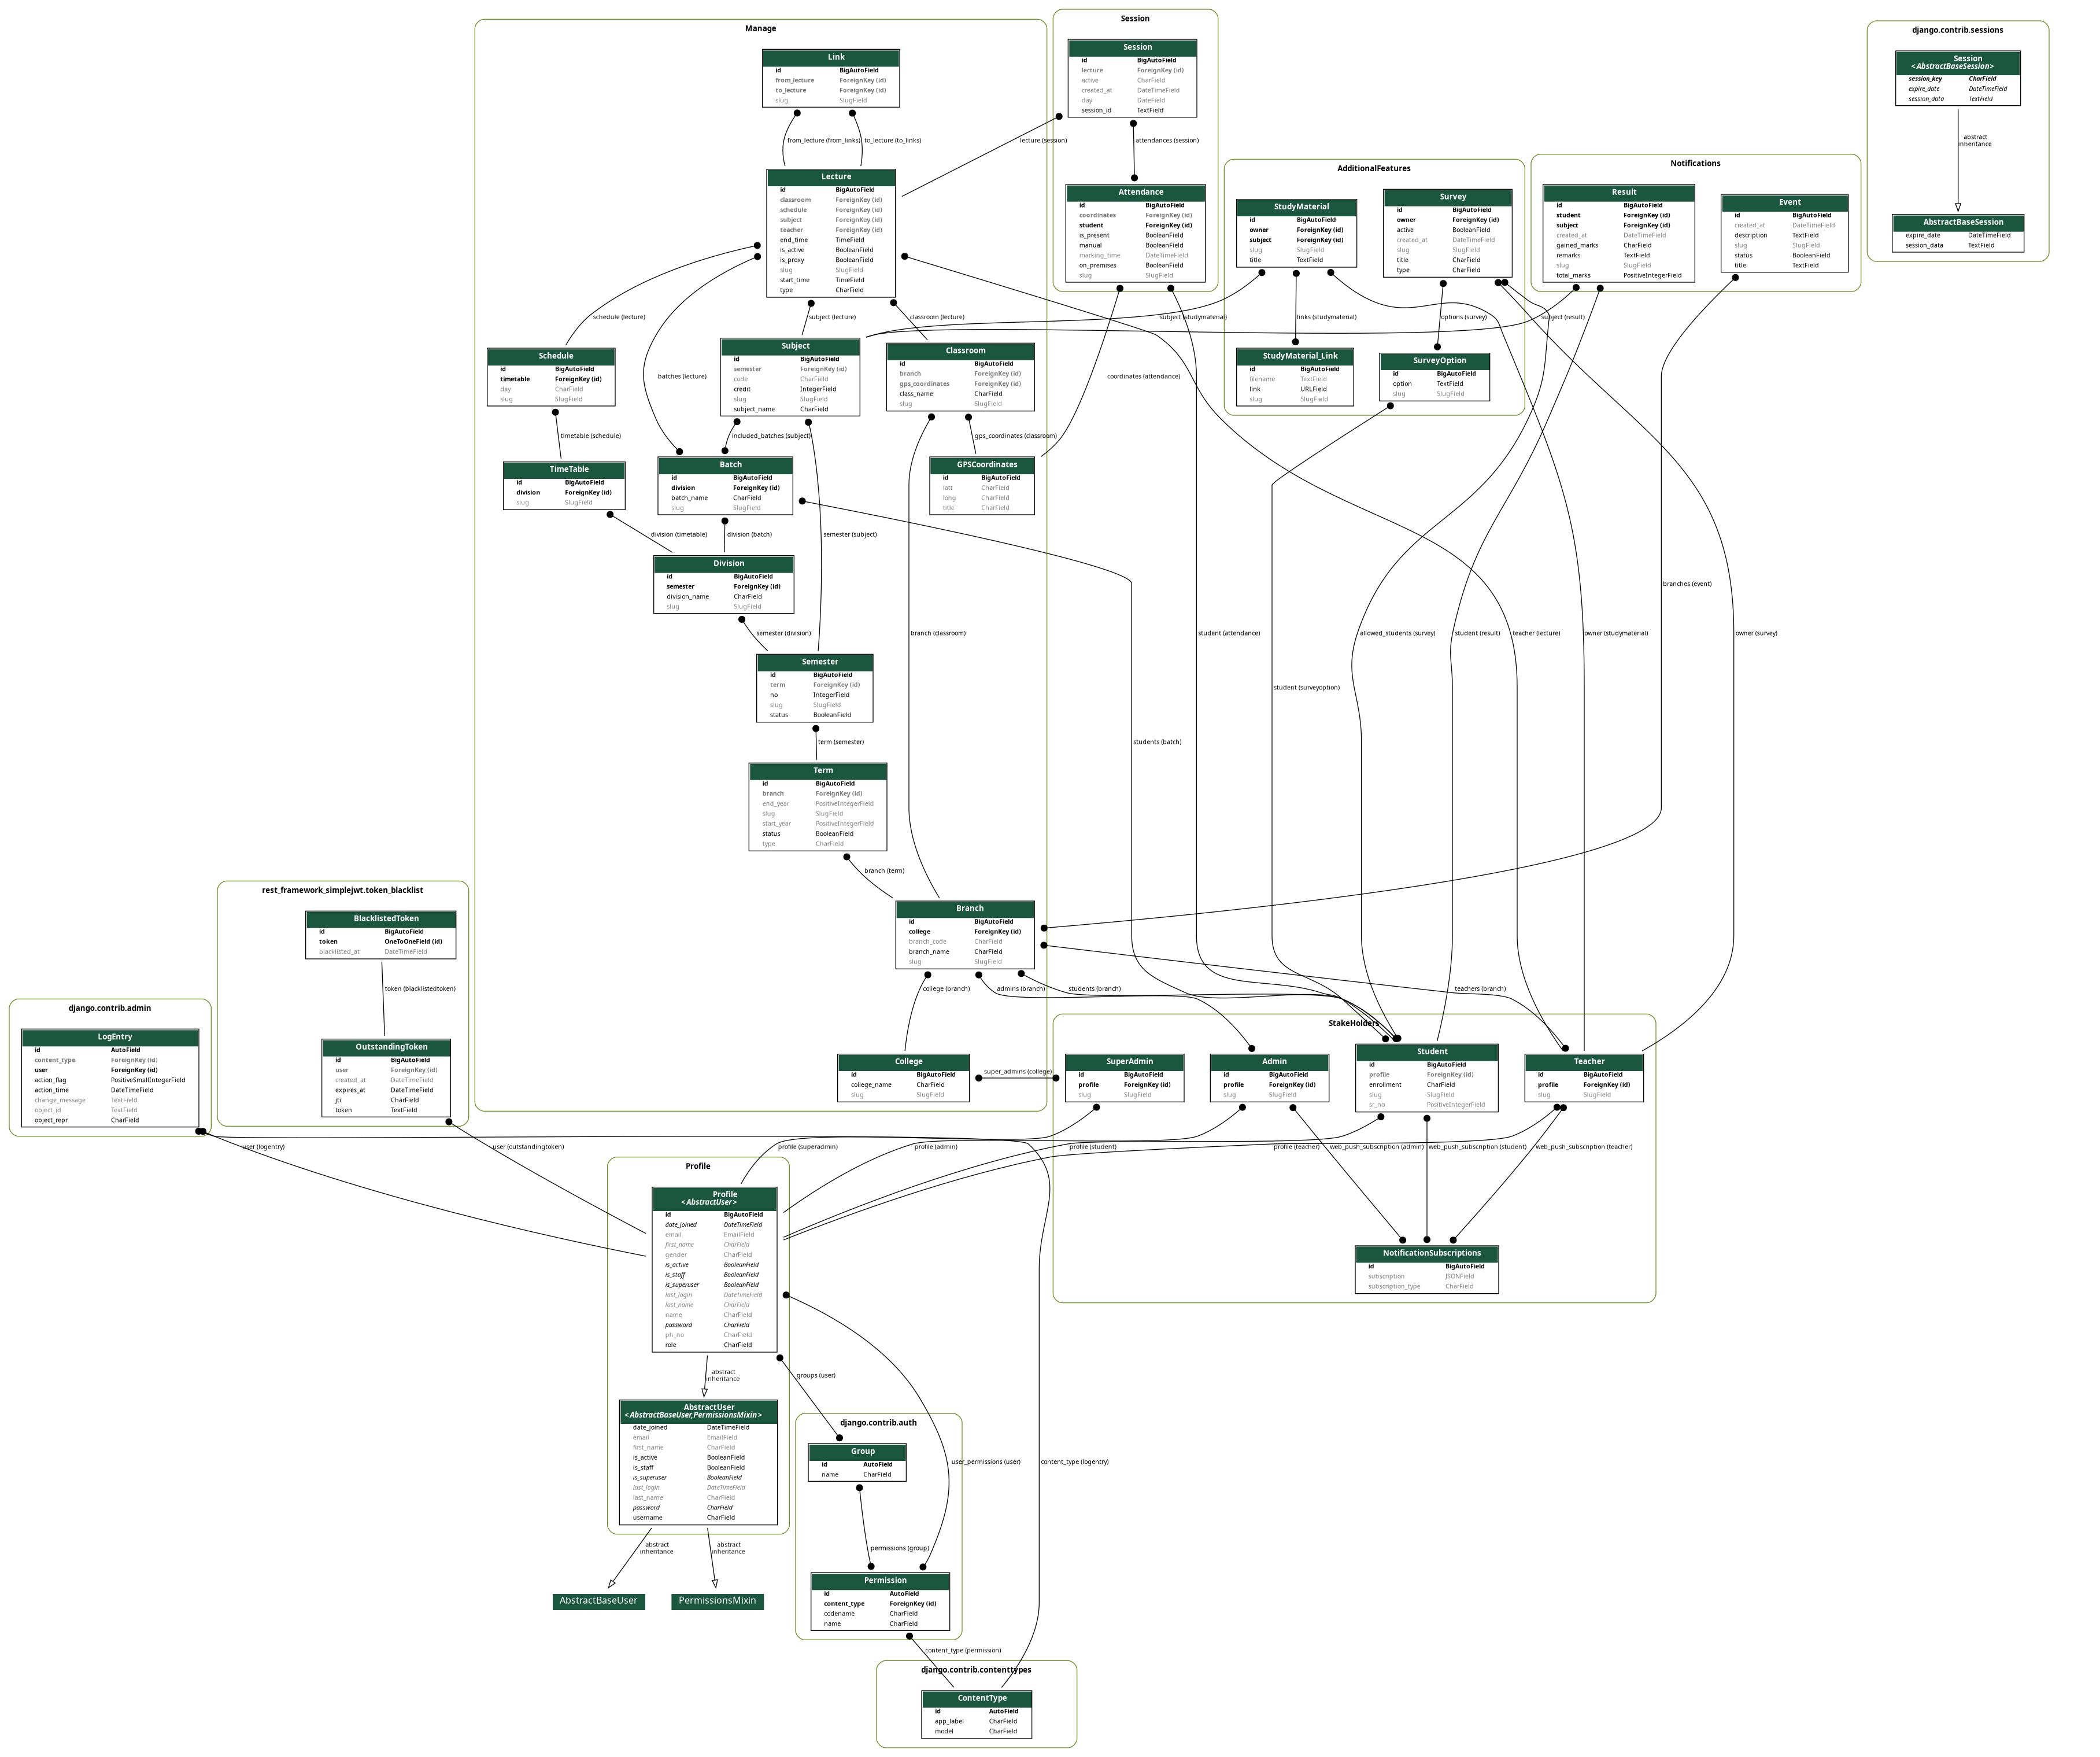 Manage
Link
id BigAutoField
from_lecture ForeignKey (id)
to_lecture ForeignKey (id)
slug SlugField
from_lecture (from_links)
to_lecture (to_links)
Lecture
id BigAutoField
classroom ForeignKey (id)
schedule ForeignKey (id)
subject ForeignKey (id)
teacher ForeignKey (id)
end_time TimeField
is_active BooleanField
is_proxy BooleanField
slug SlugField
start_time TimeField
type CharField
schedule (lecture)
batches (lecture)
subject (lecture)
classroom (lecture)
Schedule
id BigAutoField
timetable ForeignKey (id)
day CharField
slug SlugField
Subject
id BigAutoField
semester ForeignKey (id)
code CharField
credit IntegerField
slug SlugField
subject_name CharField
Classroom
id BigAutoField
branch ForeignKey (id)
gps_coordinates ForeignKey (id)
class_name CharField
slug SlugField
timetable (schedule)
included_batches (subject)
gps_coordinates (classroom)
TimeTable
id BigAutoField
division ForeignKey (id)
slug SlugField
Batch
id BigAutoField
division ForeignKey (id)
batch_name CharField
slug SlugField
GPSCoordinates
id BigAutoField
latt CharField
long CharField
title CharField
division (timetable)
division (batch)
semester (subject)
Division
id BigAutoField
semester ForeignKey (id)
division_name CharField
slug SlugField
semester (division)
branch (classroom)
Semester
id BigAutoField
term ForeignKey (id)
no IntegerField
slug SlugField
status BooleanField
term (semester)
Term
id BigAutoField
branch ForeignKey (id)
end_year PositiveIntegerField
slug SlugField
start_year PositiveIntegerField
status BooleanField
type CharField
branch (term)
Branch
id BigAutoField
college ForeignKey (id)
branch_code CharField
branch_name CharField
slug SlugField
college (branch)
admins (branch)
students (branch)
teachers (branch)
College
id BigAutoField
college_name CharField
slug SlugField
super_admins (college)
Session
Session
id BigAutoField
lecture ForeignKey (id)
active CharField
created_at DateTimeField
day DateField
session_id TextField
lecture (session)
attendances (session)
Attendance
id BigAutoField
coordinates ForeignKey (id)
student ForeignKey (id)
is_present BooleanField
manual BooleanField
marking_time DateTimeField
on_premises BooleanField
slug SlugField
coordinates (attendance)
student (attendance)
students (batch)
AdditionalFeatures
StudyMaterial
id BigAutoField
owner ForeignKey (id)
subject ForeignKey (id)
slug SlugField
title TextField
Survey
id BigAutoField
owner ForeignKey (id)
active BooleanField
created_at DateTimeField
slug SlugField
title CharField
type CharField
subject (studymaterial)
links (studymaterial)
options (survey)
StudyMaterial_Link
id BigAutoField
filename TextField
link URLField
slug SlugField
SurveyOption
id BigAutoField
option TextField
slug SlugField
student (surveyoption)
allowed_students (survey)
student (result)
teacher (lecture)
owner (studymaterial)
owner (survey)
Notifications
Result
id BigAutoField
student ForeignKey (id)
subject ForeignKey (id)
created_at DateTimeField
gained_marks CharField
remarks TextField
slug SlugField
total_marks PositiveIntegerField
Event
id BigAutoField
created_at DateTimeField
description TextField
slug SlugField
status BooleanField
title TextField
subject (result)
branches (event)
django.contrib.sessions
Session
<AbstractBaseSession>
session_key CharField
expire_date DateTimeField
session_data TextField
abstract
inheritance
AbstractBaseSession
expire_date DateTimeField
session_data TextField
rest_framework_simplejwt.token_blacklist
BlacklistedToken
id BigAutoField
token OneToOneField (id)
blacklisted_at DateTimeField
token (blacklistedtoken)
OutstandingToken
id BigAutoField
user ForeignKey (id)
created_at DateTimeField
expires_at DateTimeField
jti CharField
token TextField
user (outstandingtoken)
django.contrib.admin
LogEntry
id AutoField
content_type ForeignKey (id)
user ForeignKey (id)
action_flag PositiveSmallIntegerField
action_time DateTimeField
change_message TextField
object_id TextField
object_repr CharField
user (logentry)
StakeHolders
SuperAdmin
id BigAutoField
profile ForeignKey (id)
slug SlugField
Admin
id BigAutoField
profile ForeignKey (id)
slug SlugField
Student
id BigAutoField
profile ForeignKey (id)
enrollment CharField
slug SlugField
sr_no PositiveIntegerField
Teacher
id BigAutoField
profile ForeignKey (id)
slug SlugField
profile (superadmin)
profile (admin)
profile (student)
profile (teacher)
web_push_subscription (admin)
web_push_subscription (student)
web_push_subscription (teacher)
NotificationSubscriptions
id BigAutoField
subscription JSONField
subscription_type CharField
Profile
Profile
<AbstractUser>
id BigAutoField
date_joined DateTimeField
email EmailField
first_name CharField
gender CharField
is_active BooleanField
is_staff BooleanField
is_superuser BooleanField
last_login DateTimeField
last_name CharField
name CharField
password CharField
ph_no CharField
role CharField
abstract
inheritance
groups (user)
AbstractUser
<AbstractBaseUser,PermissionsMixin>
date_joined DateTimeField
email EmailField
first_name CharField
is_active BooleanField
is_staff BooleanField
is_superuser BooleanField
last_login DateTimeField
last_name CharField
password CharField
username CharField
abstract
inheritance
abstract
inheritance
AbstractBaseUser
PermissionsMixin
django.contrib.auth
Group
id AutoField
name CharField
user_permissions (user)
content_type (logentry)
permissions (group)
Permission
id AutoField
content_type ForeignKey (id)
codename CharField
name CharField
content_type (permission)
django.contrib.contenttypes
ContentType
id AutoField
app_label CharField
model CharField